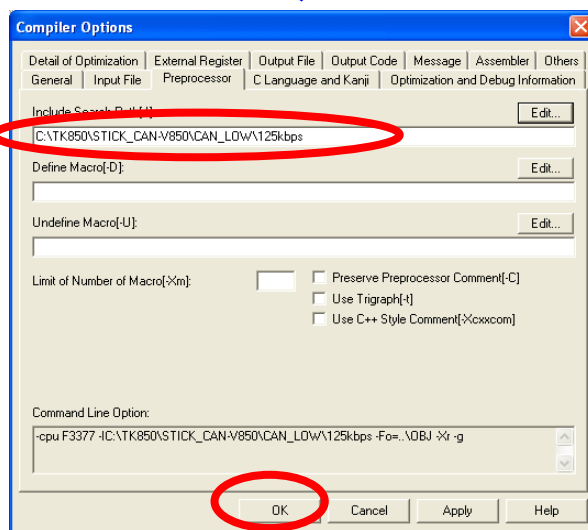 Compiler Options
Detail of Optimization External Register Output File Output Code Message Assembler Others
General Input File Preprocessor C Language and Kanji Optimization and Debug Information
Include Search Path[-I]: Edit...
C:\TK850\STICK_CAN-V850\CAN_LOW\125kbps
Define Macro[-D]: Edit...
Undefine Macro[-U]: Edit...
Limit of Number of Macro[-Xm]: Preserve Preprocessor Comment[-C]
Use Trigraph[-t]
Use C++ Style Comment[-Xcxxcom]
Command Line Option:
-cpu F3377 -IC:\TK850\STICK_CAN-V850\CAN_LOW\125kbps -Fo=..\OBJ -Xr -g
OK Cancel Apply Help